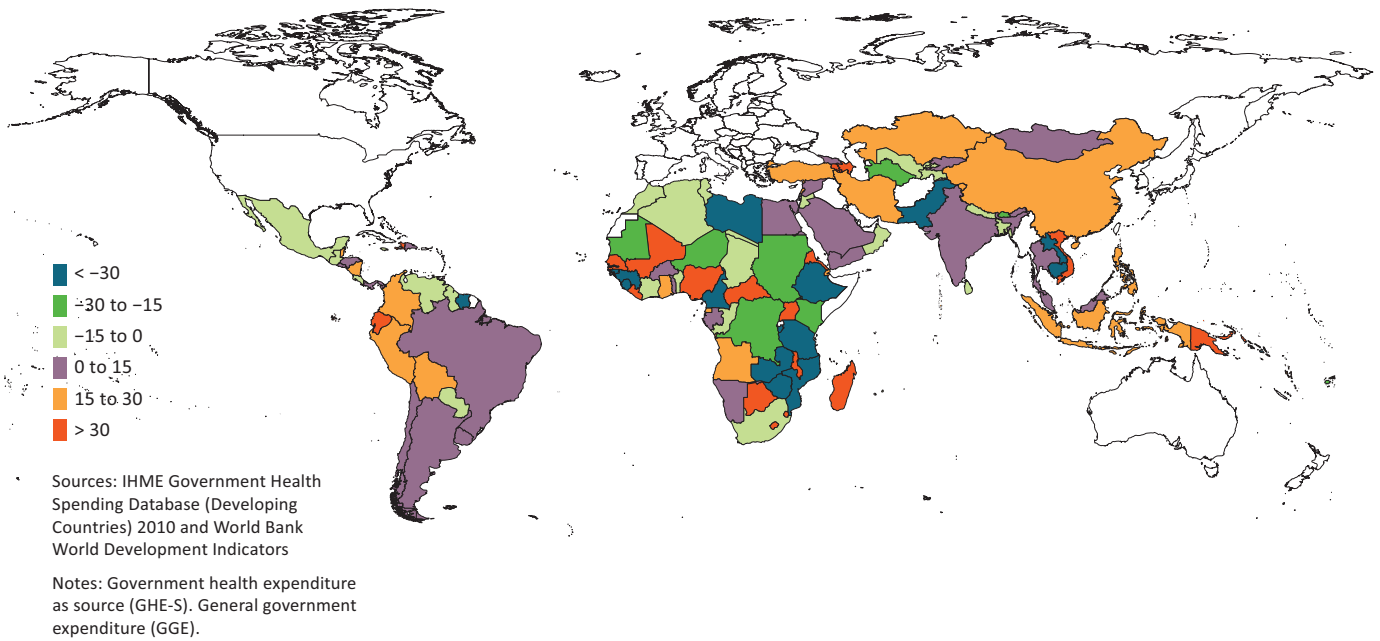 < −30
−30 to −15
−15 to 0
0 to 15
15 to 30
> 30
Sources: IHME Government Health
Spending Database (Developing
Countries) 2010 and World Bank
World Development Indicators
Notes: Government health expenditure
as source (GHE-S). General government
expenditure (GGE).